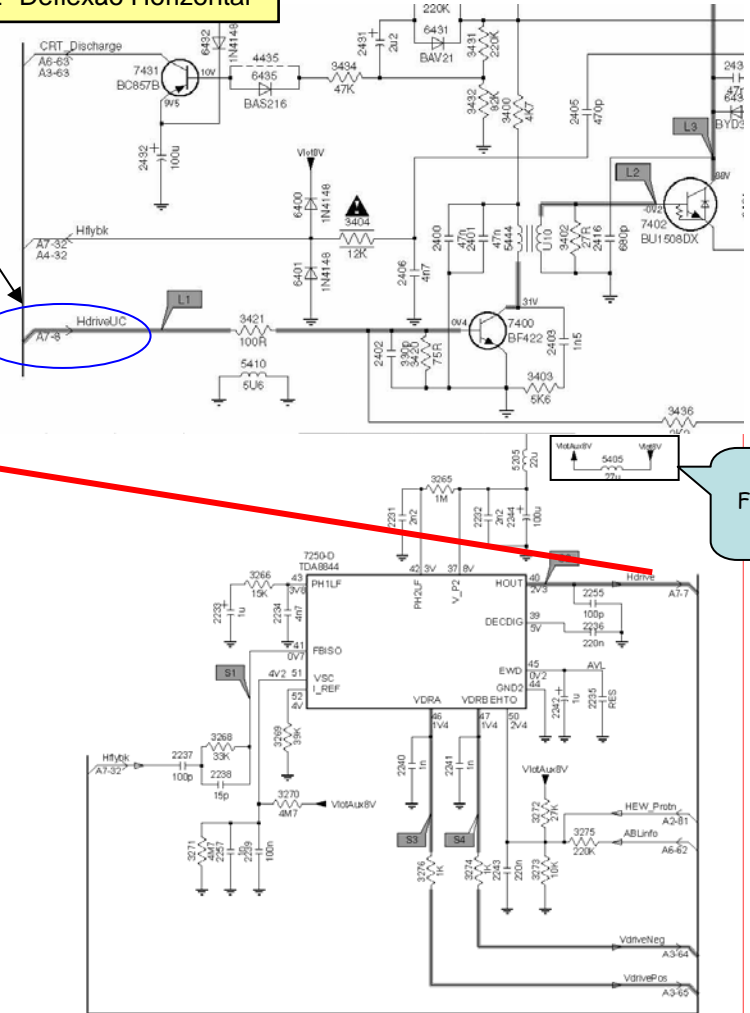 Deflexão Horizontal
CRT_Discharge
A6-63
A3-63
7431
BC857B
10V
9V5
2432
100u
6432
1N4148
4435
6435
BAS216
3434
47K
2431
2u2
220K
6431
BAV21
3431
220K
3432
82K
3400
4K7
2405
470p
L3
L2
-0V2
7402
BU1508DX
Vlot8V
6400
1N4148
3404
12K
6401
1N4148
2406
4n7
Hflybk
A7-32
A4-32
2400
47n
2401
47n
5444
U10
3402
27R
2416
680p
HdriveUC
A7-8
L1
3421
100R
5410
5U6
2402
330p
3420
75R
0V4
31V
7400
BF422
2403
1n5
3403
5K6
3436
VlotAux8V
5405
27u
5205
22u
3265
1M
2231
2n2
2232
2n2
2244
100u
7250-D
TDA8844
42
3V
37
8V
PH2LF
V_P2
3266
15K
43
3V8
PH1LF
2233
1u
2234
4n7
41
0V7
FBISO
4V2
51
VSC
I_REF
52
4V
HOUT
40
2V3
DECDIG
39
5V
EWD
45
0V2
GND2
44
VDRA
VDRB
EHTO
46
1V4
47
1V4
50
2V4
Hdrive
A7-7
2255
100p
2236
220n
AVL
2242
1u
2235
RES
S1
3269
39K
3268
33K
2237
100p
2238
15p
Hflybk
A7-32
3270
4M7
VlotAux8V
3271
4M7
2257
2239
100n
2240
1n
2241
1n
S3
S4
3276
1K
3274
1K
2243
220n
VlotAux8V
3272
27K
3273
10K
3275
220K
HEW_Protn
A2-81
ABLinfo
A6-62
VdriveNeg
A3-64
VdrivePos
A3-65